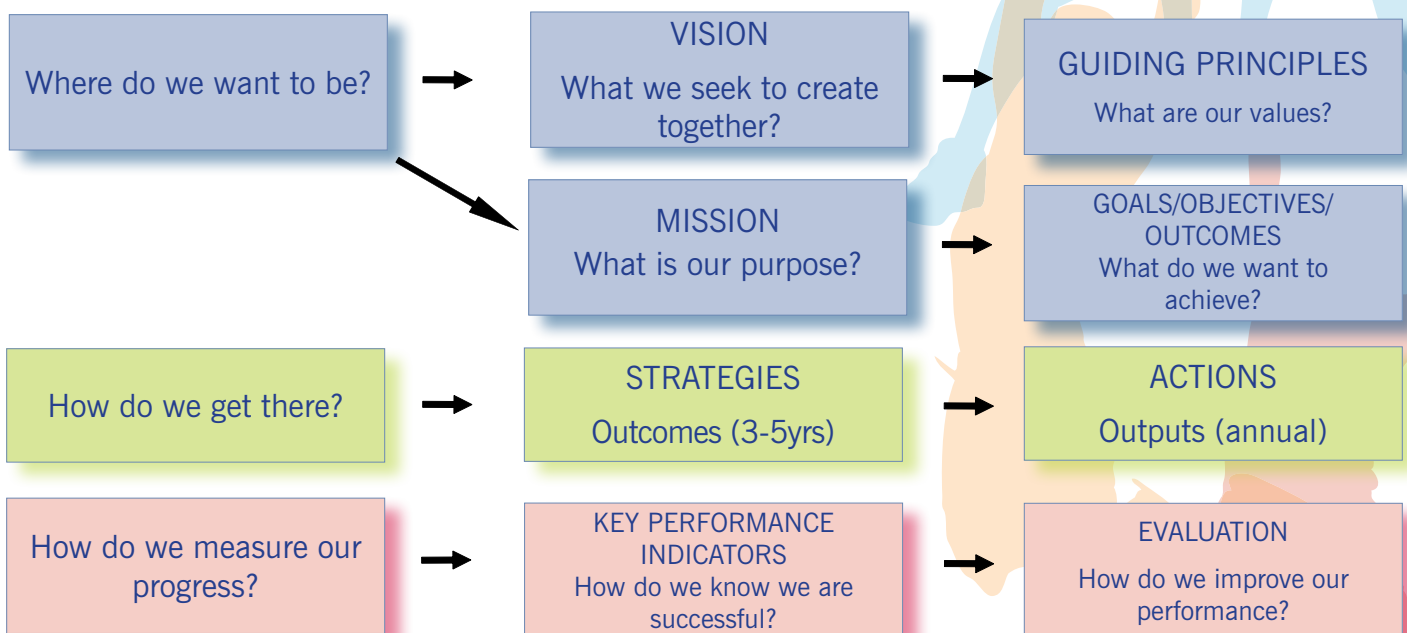 Where do we want to be?
VISION
What we seek to create
together?
GUIDING PRINCIPLES
What are our values?
MISSION
What is our purpose?
GOALS/OBJECTIVES/
OUTCOMES
What do we want to
achieve?
How do we get there?
STRATEGIES
Outcomes (3-5yrs)
ACTIONS
Outputs (annual)
How do we measure our
progress?
KEY PERFORMANCE
INDICATORS
How do we know we are
successful?
EVALUATION
How do we improve our
performance?